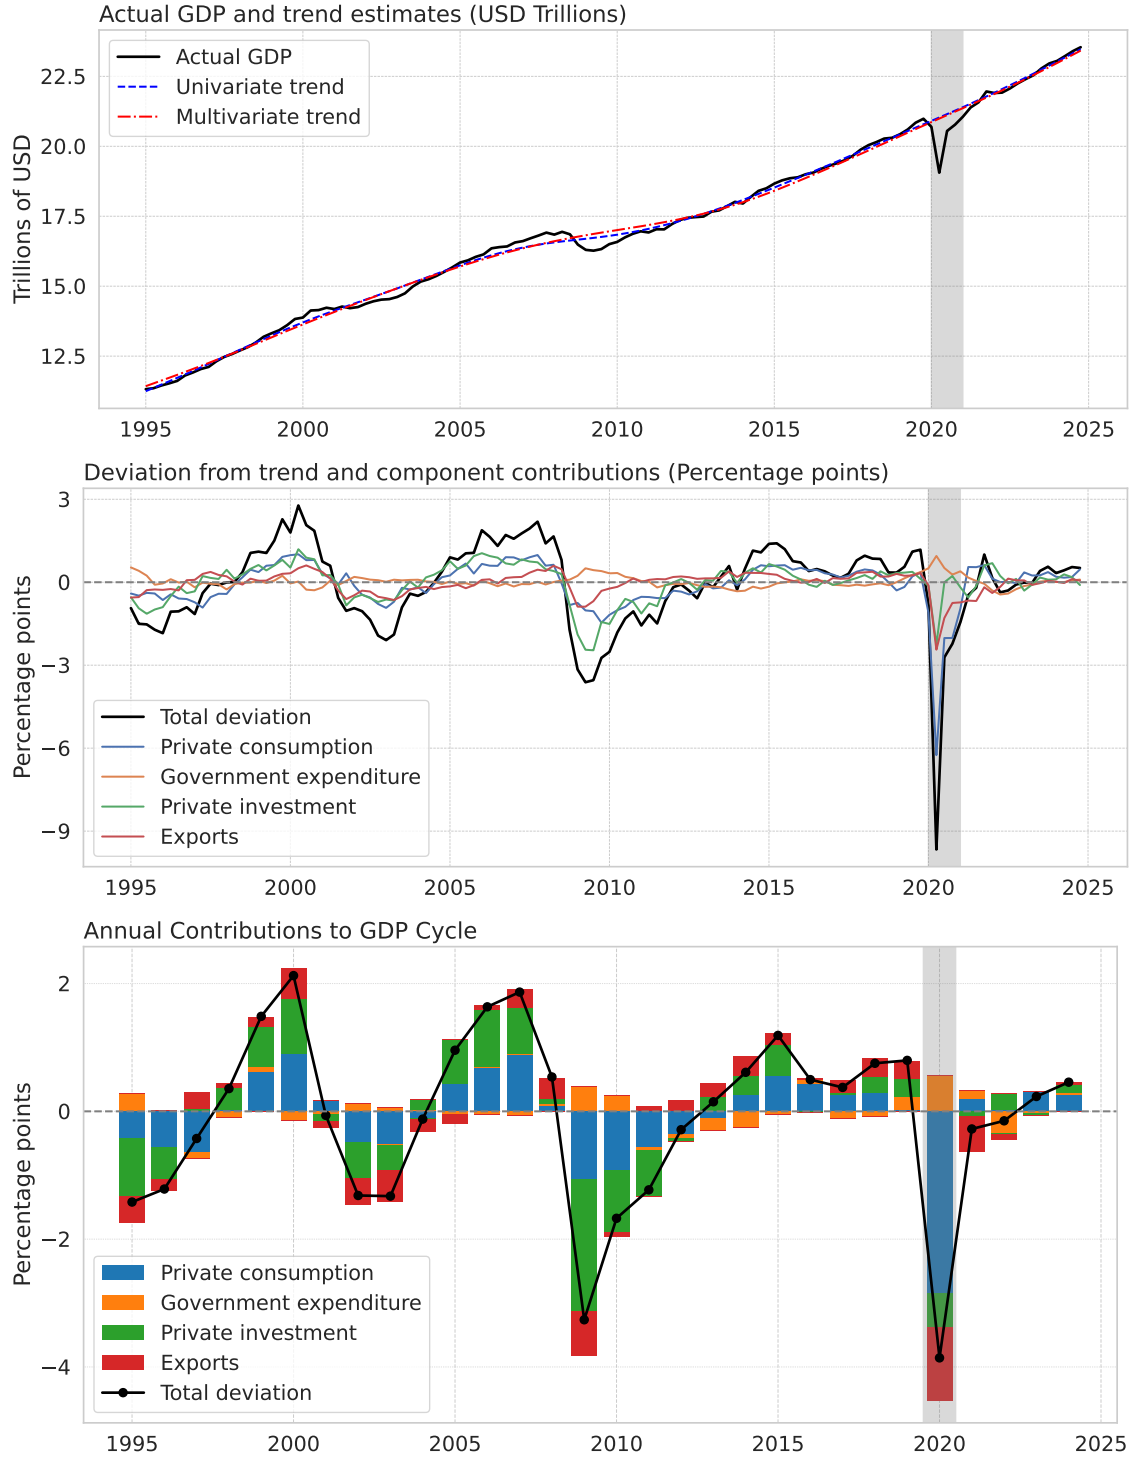 Actual GDP and trend estimates (USD Trillions)
Actual GDP
Univariate trend
Multivariate trend
Trillions of USD
22.5
20.0
17.5
15.0
12.5
1995 2000 2005 2010 2015 2020 2025
Deviation from trend and component contributions (Percentage points)
Percentage points
3
0
−3
−6
−9
Total deviation
Private consumption
Government expenditure
Private investment
Exports
1995 2000 2005 2010 2015 2020 2025
Annual Contributions to GDP Cycle
Percentage points
2
0
−2
−4
Private consumption
Government expenditure
Private investment
Exports
Total deviation
1995 2000 2005 2010 2015 2020 2025